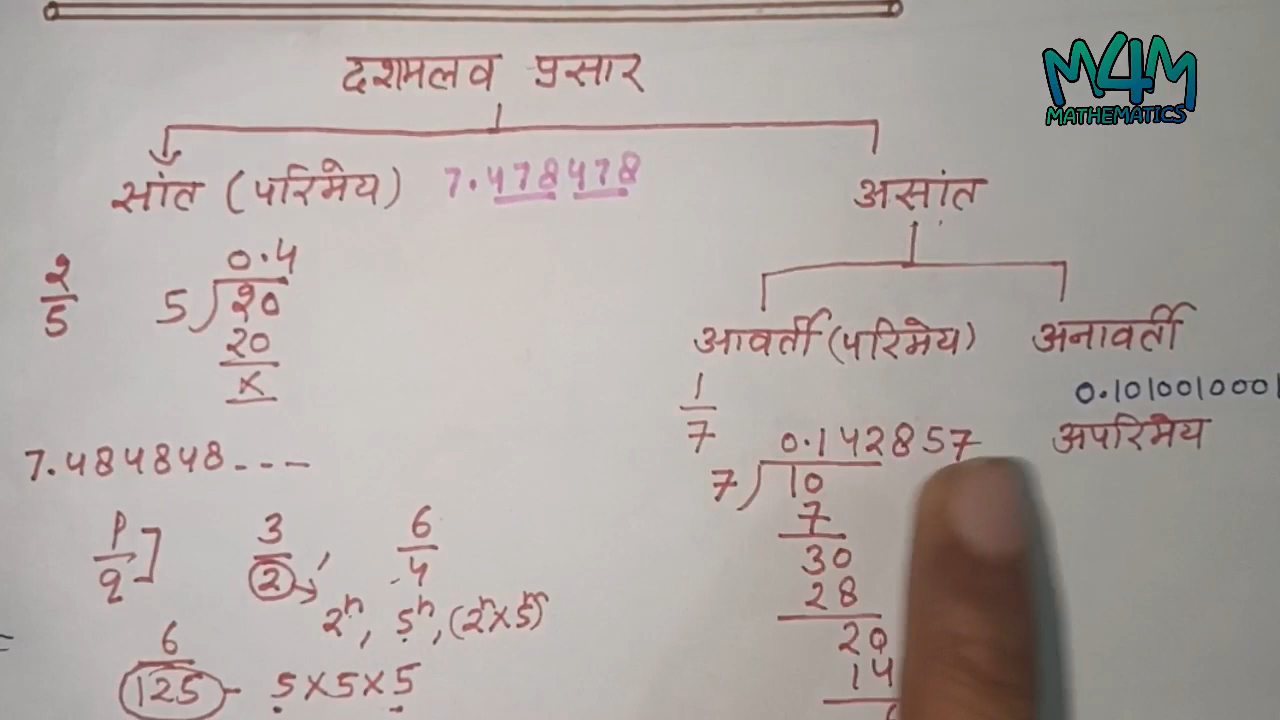 दशमलव प्रसार
M4M
MATHEMATICS
सांत (परिमेय) 7.478478
असांत
आवर्ती (परिमेय) अनावर्ती
2/5
0.4
5)20
20
×
1/7
0.142857
7)10
7
30
28
20
14
0.1010010001
अपरिमेय
7.484848---
p/q]
3/2,
6/4
2ⁿ, 5ⁿ, (2ⁿ×5ᵐ)
6/125 - 5×5×5